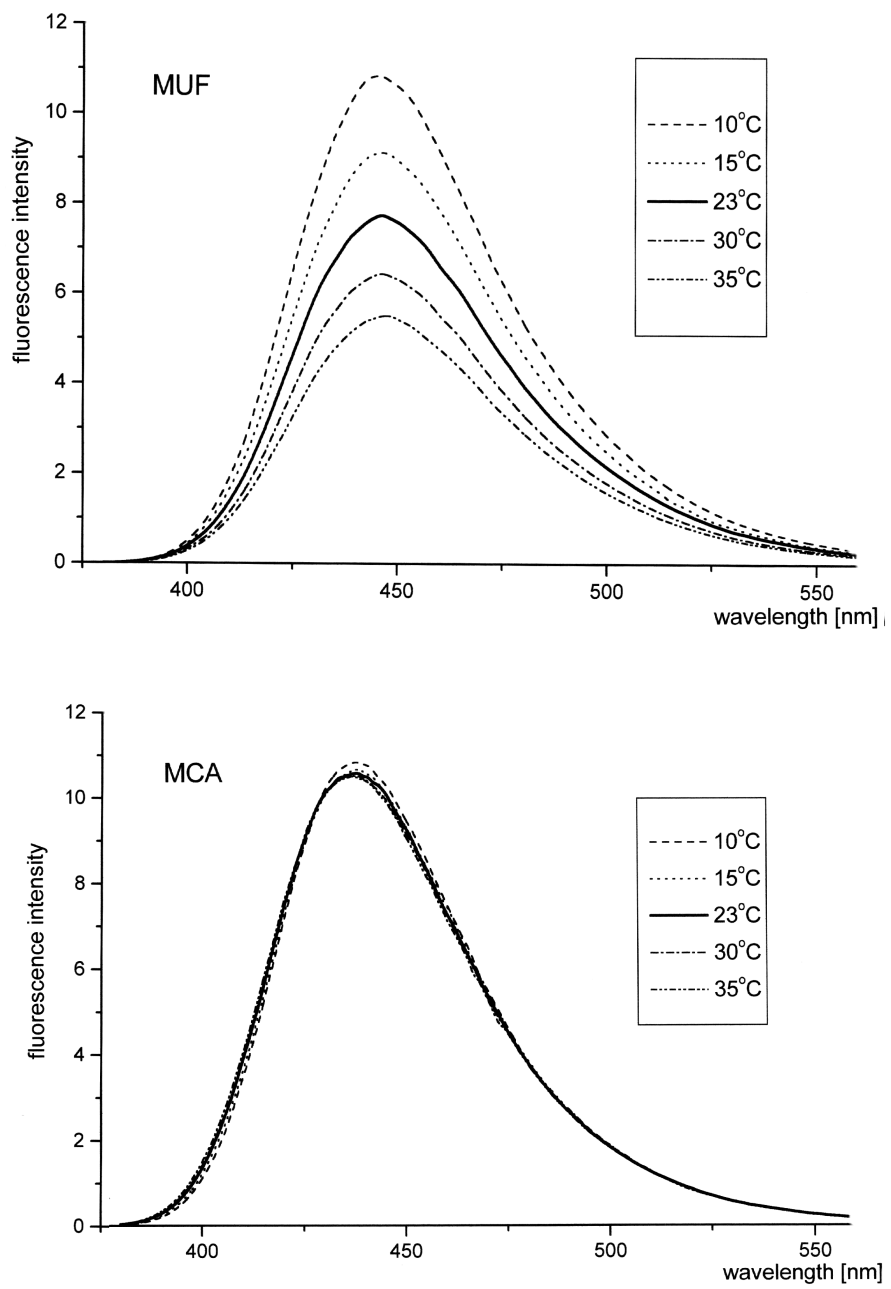 12
MUF
10
8
6
4
2
0
fluorescence intensity
10°C
15°C
23°C
30°C
35°C
400
450
500
550
wavelength [nm]
12
MCA
10
8
6
4
2
0
fluorescence intensity
10°C
15°C
23°C
30°C
35°C
400
450
500
550
wavelength [nm]